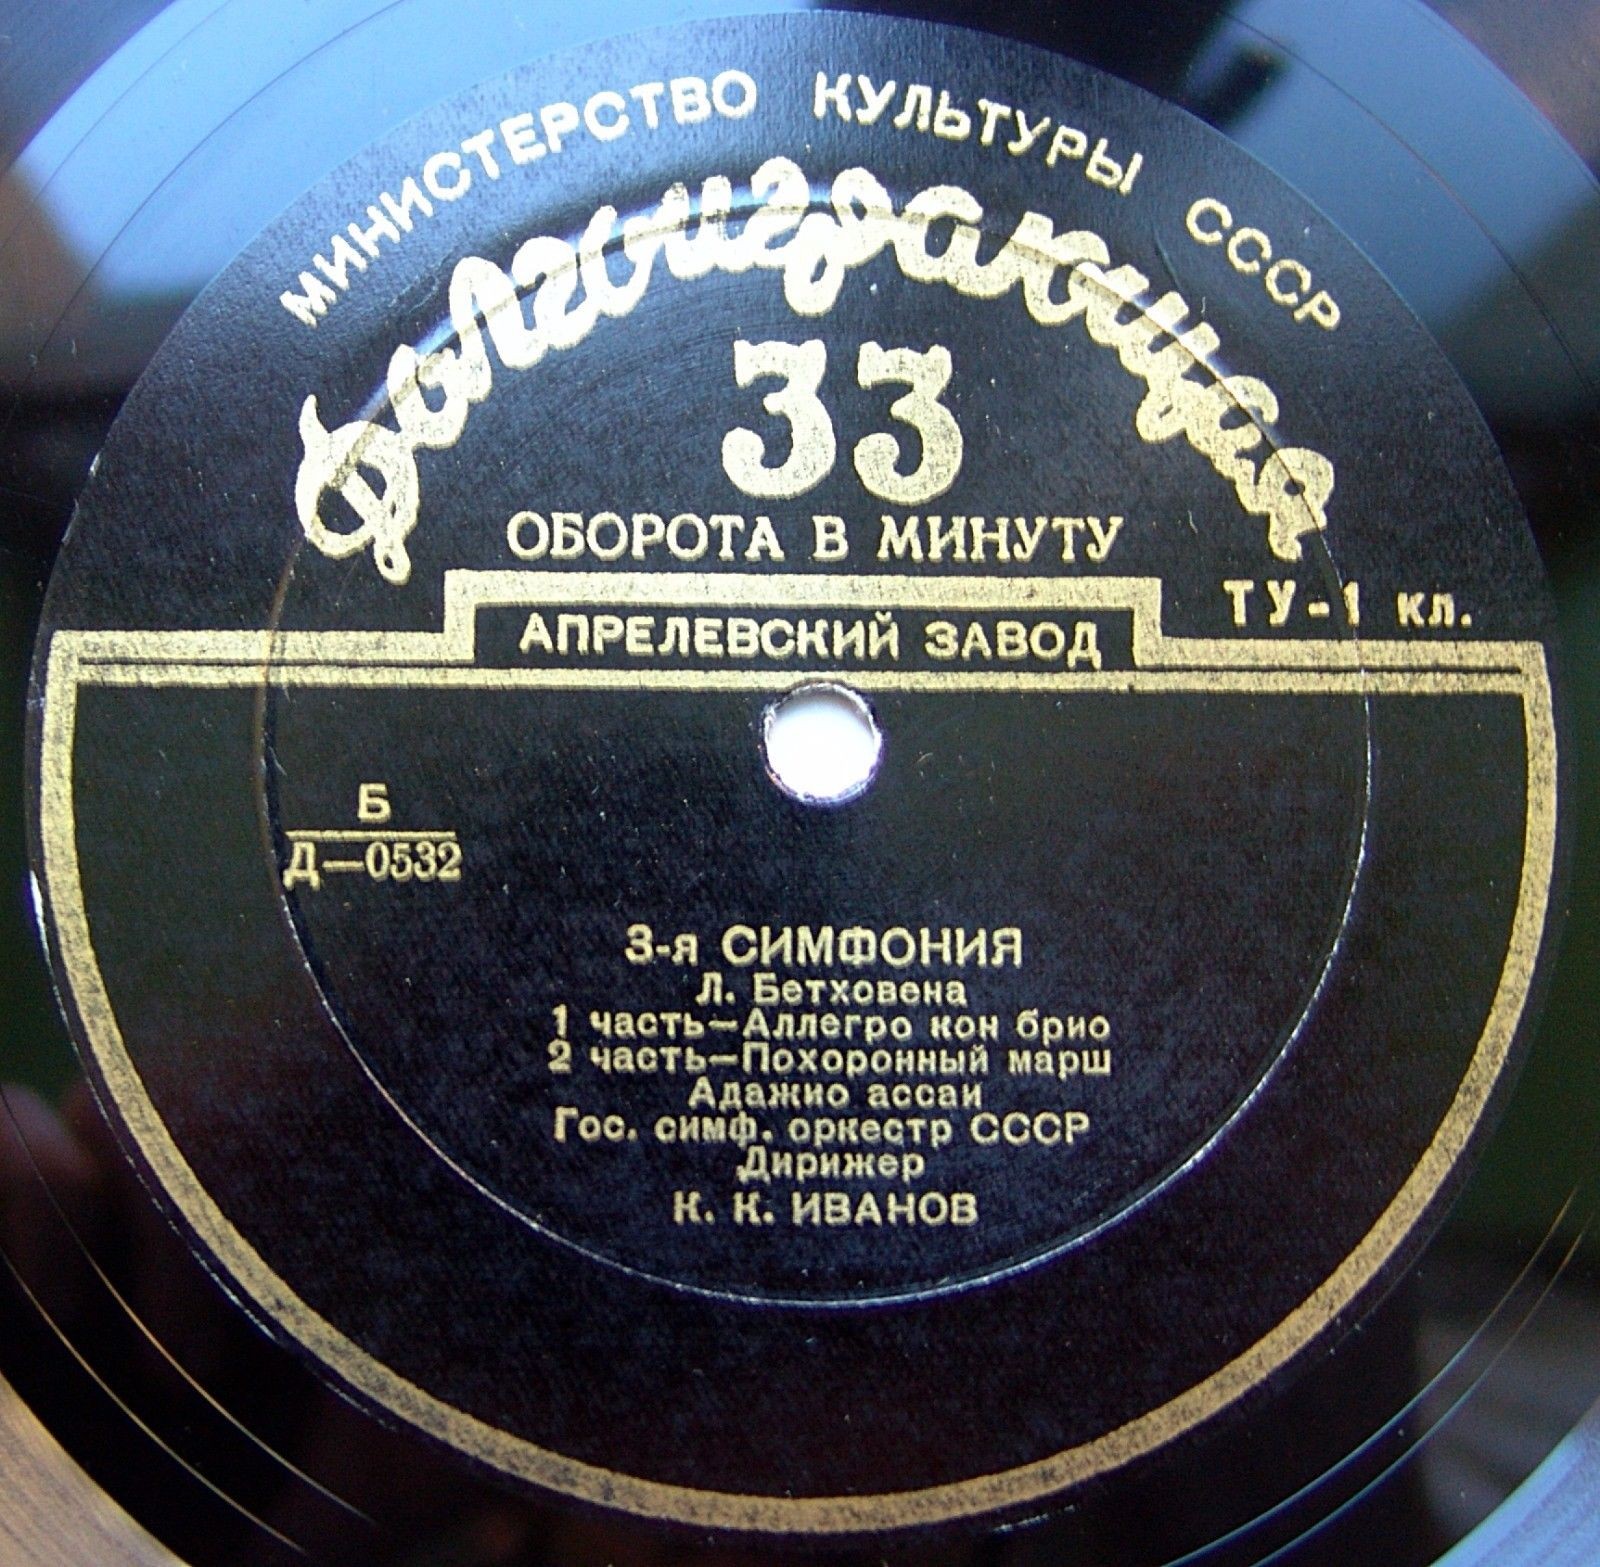 МИНИСТЕРСТВО КУЛЬТУРЫ СССР
Долгоиграющая
33
ОБОРОТА В МИНУТУ
ТУ-1 кл.
АПРЕЛЕВСКИЙ ЗАВОД
Б
Д—0532
3-я СИМФОНИЯ
Л. Бетховена
1 часть—Аллегро кон брио
2 часть—Похоронный марш
Адажио ассаи
Гос. симф. оркестр СССР
Дирижер
К. К. ИВАНОВ